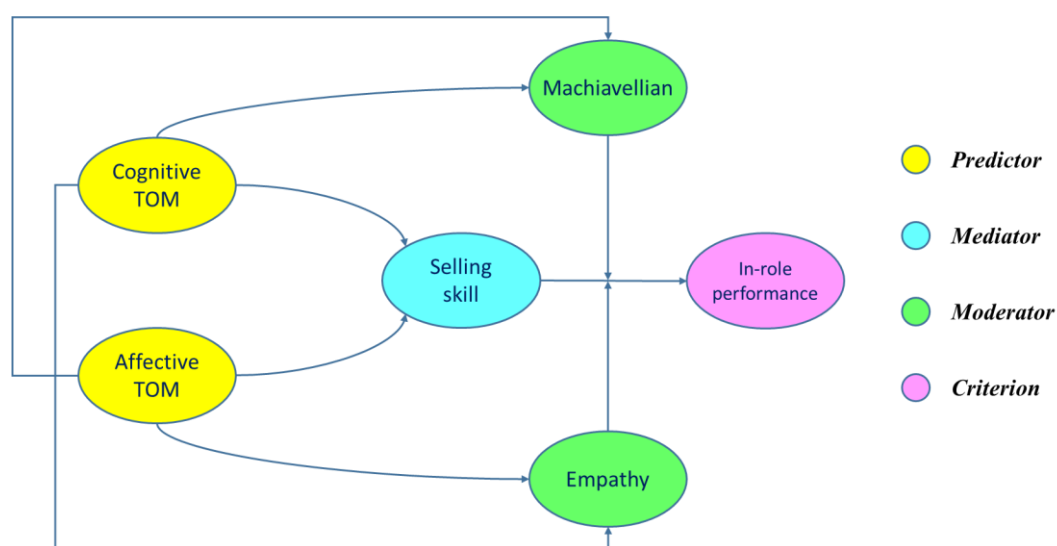 Machiavellian
Cognitive
TOM
Selling
skill
In-role
performance
Affective
TOM
Empathy
Predictor
Mediator
Moderator
Criterion